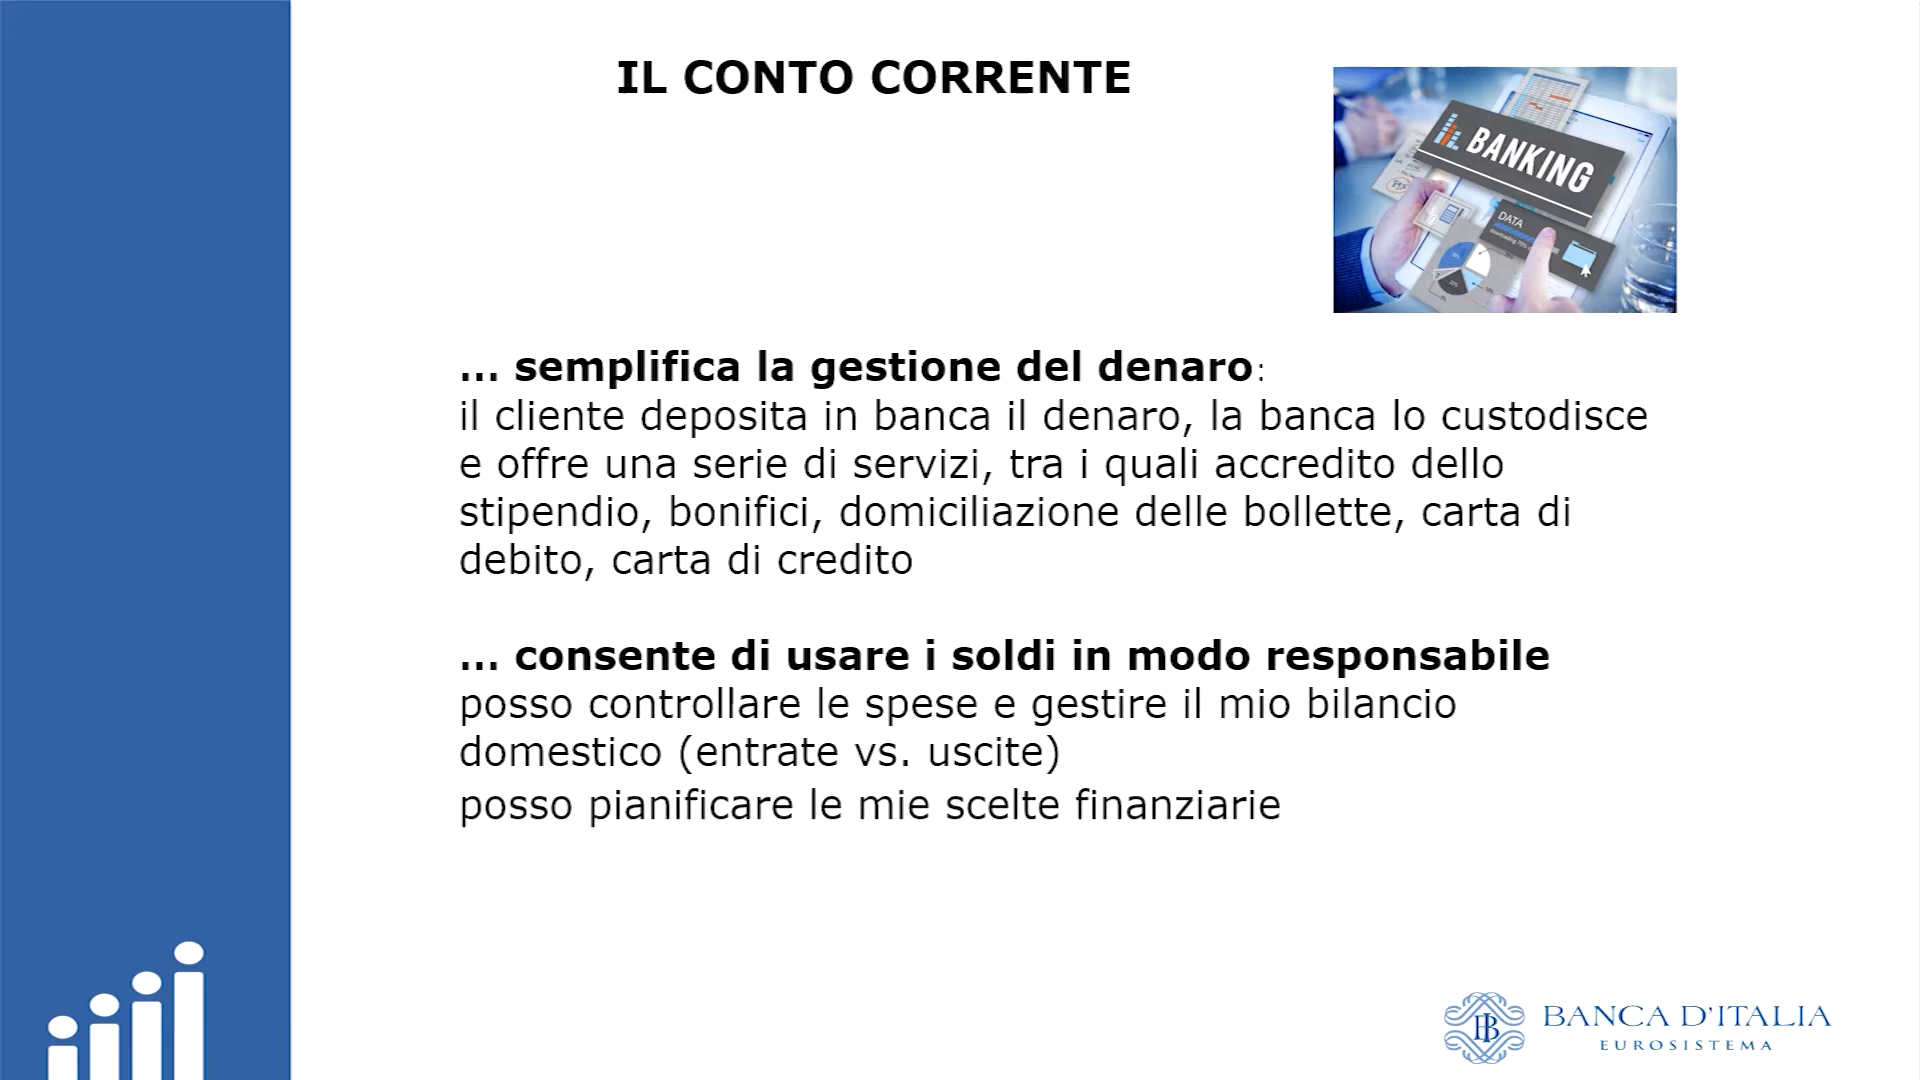 IL CONTO CORRENTE
BANKING
DATA
... semplifica la gestione del denaro:
il cliente deposita in banca il denaro, la banca lo custodisce
e offre una serie di servizi, tra i quali accredito dello
stipendio, bonifici, domiciliazione delle bollette, carta di
debito, carta di credito
... consente di usare i soldi in modo responsabile
posso controllare le spese e gestire il mio bilancio
domestico (entrate vs. uscite)
posso pianificare le mie scelte finanziarie
BANCA D'ITALIA
EUROSISTEMA